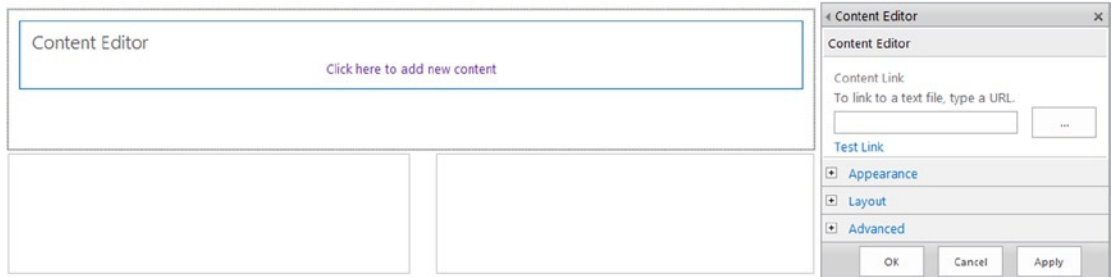 Content Editor
Click here to add new content
Content Editor
Content Editor
Content Link
To link to a text file, type a URL.
...
Test Link
Appearance
Layout
Advanced
OK Cancel Apply